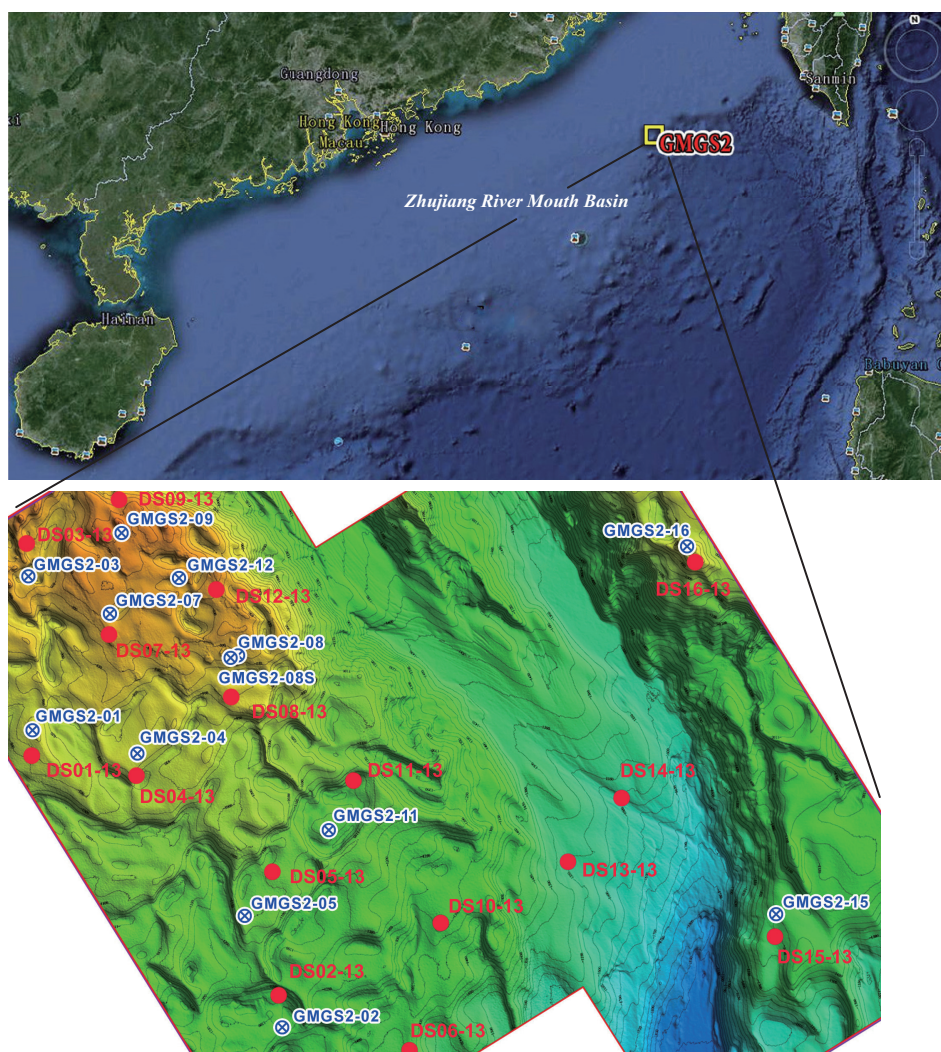 N
Guangdong
Sanmin
ki
Hong Kong
Hong Kong
Macau
GMGS2
Zhujiang River Mouth Basin
Hainan
Babuyan C
DS09-13
GMGS2-09
DS03-13
GMGS2-16
GMGS2-03
GMGS2-12
DS16-13
DS12-13
GMGS2-07
DS07-13
GMGS2-08
GMGS2-08S
DS08-13
GMGS2-01
GMGS2-04
DS01-13
DS11-13
DS04-13
DS14-13
GMGS2-11
DS05-13
DS13-13
GMGS2-05
DS10-13
GMGS2-15
DS15-13
DS02-13
GMGS2-02
DS06-13